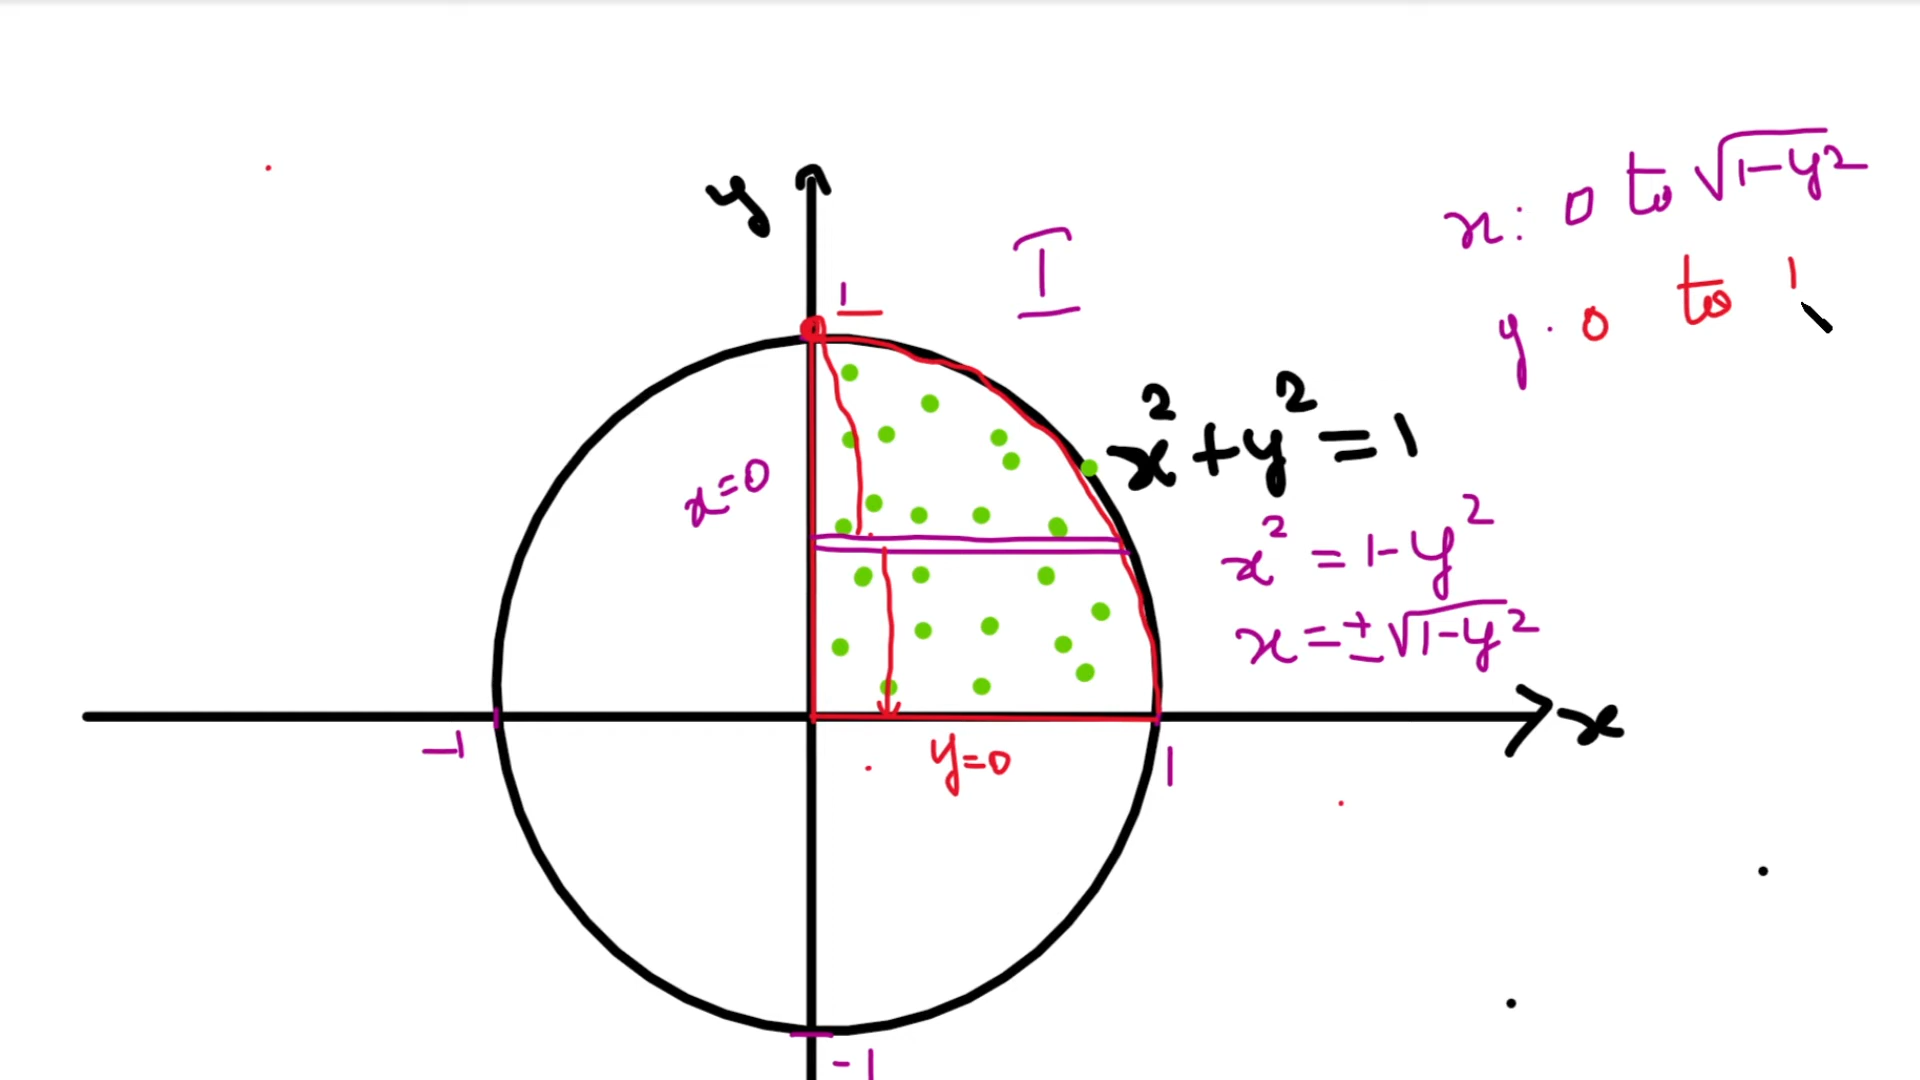 x: 0 to √1-y²
y
I
1
y. 0 to 1
x²+y²=1
x=0
x²=1-y²
x=±√1-y²
x
-1
y=0
1
-1